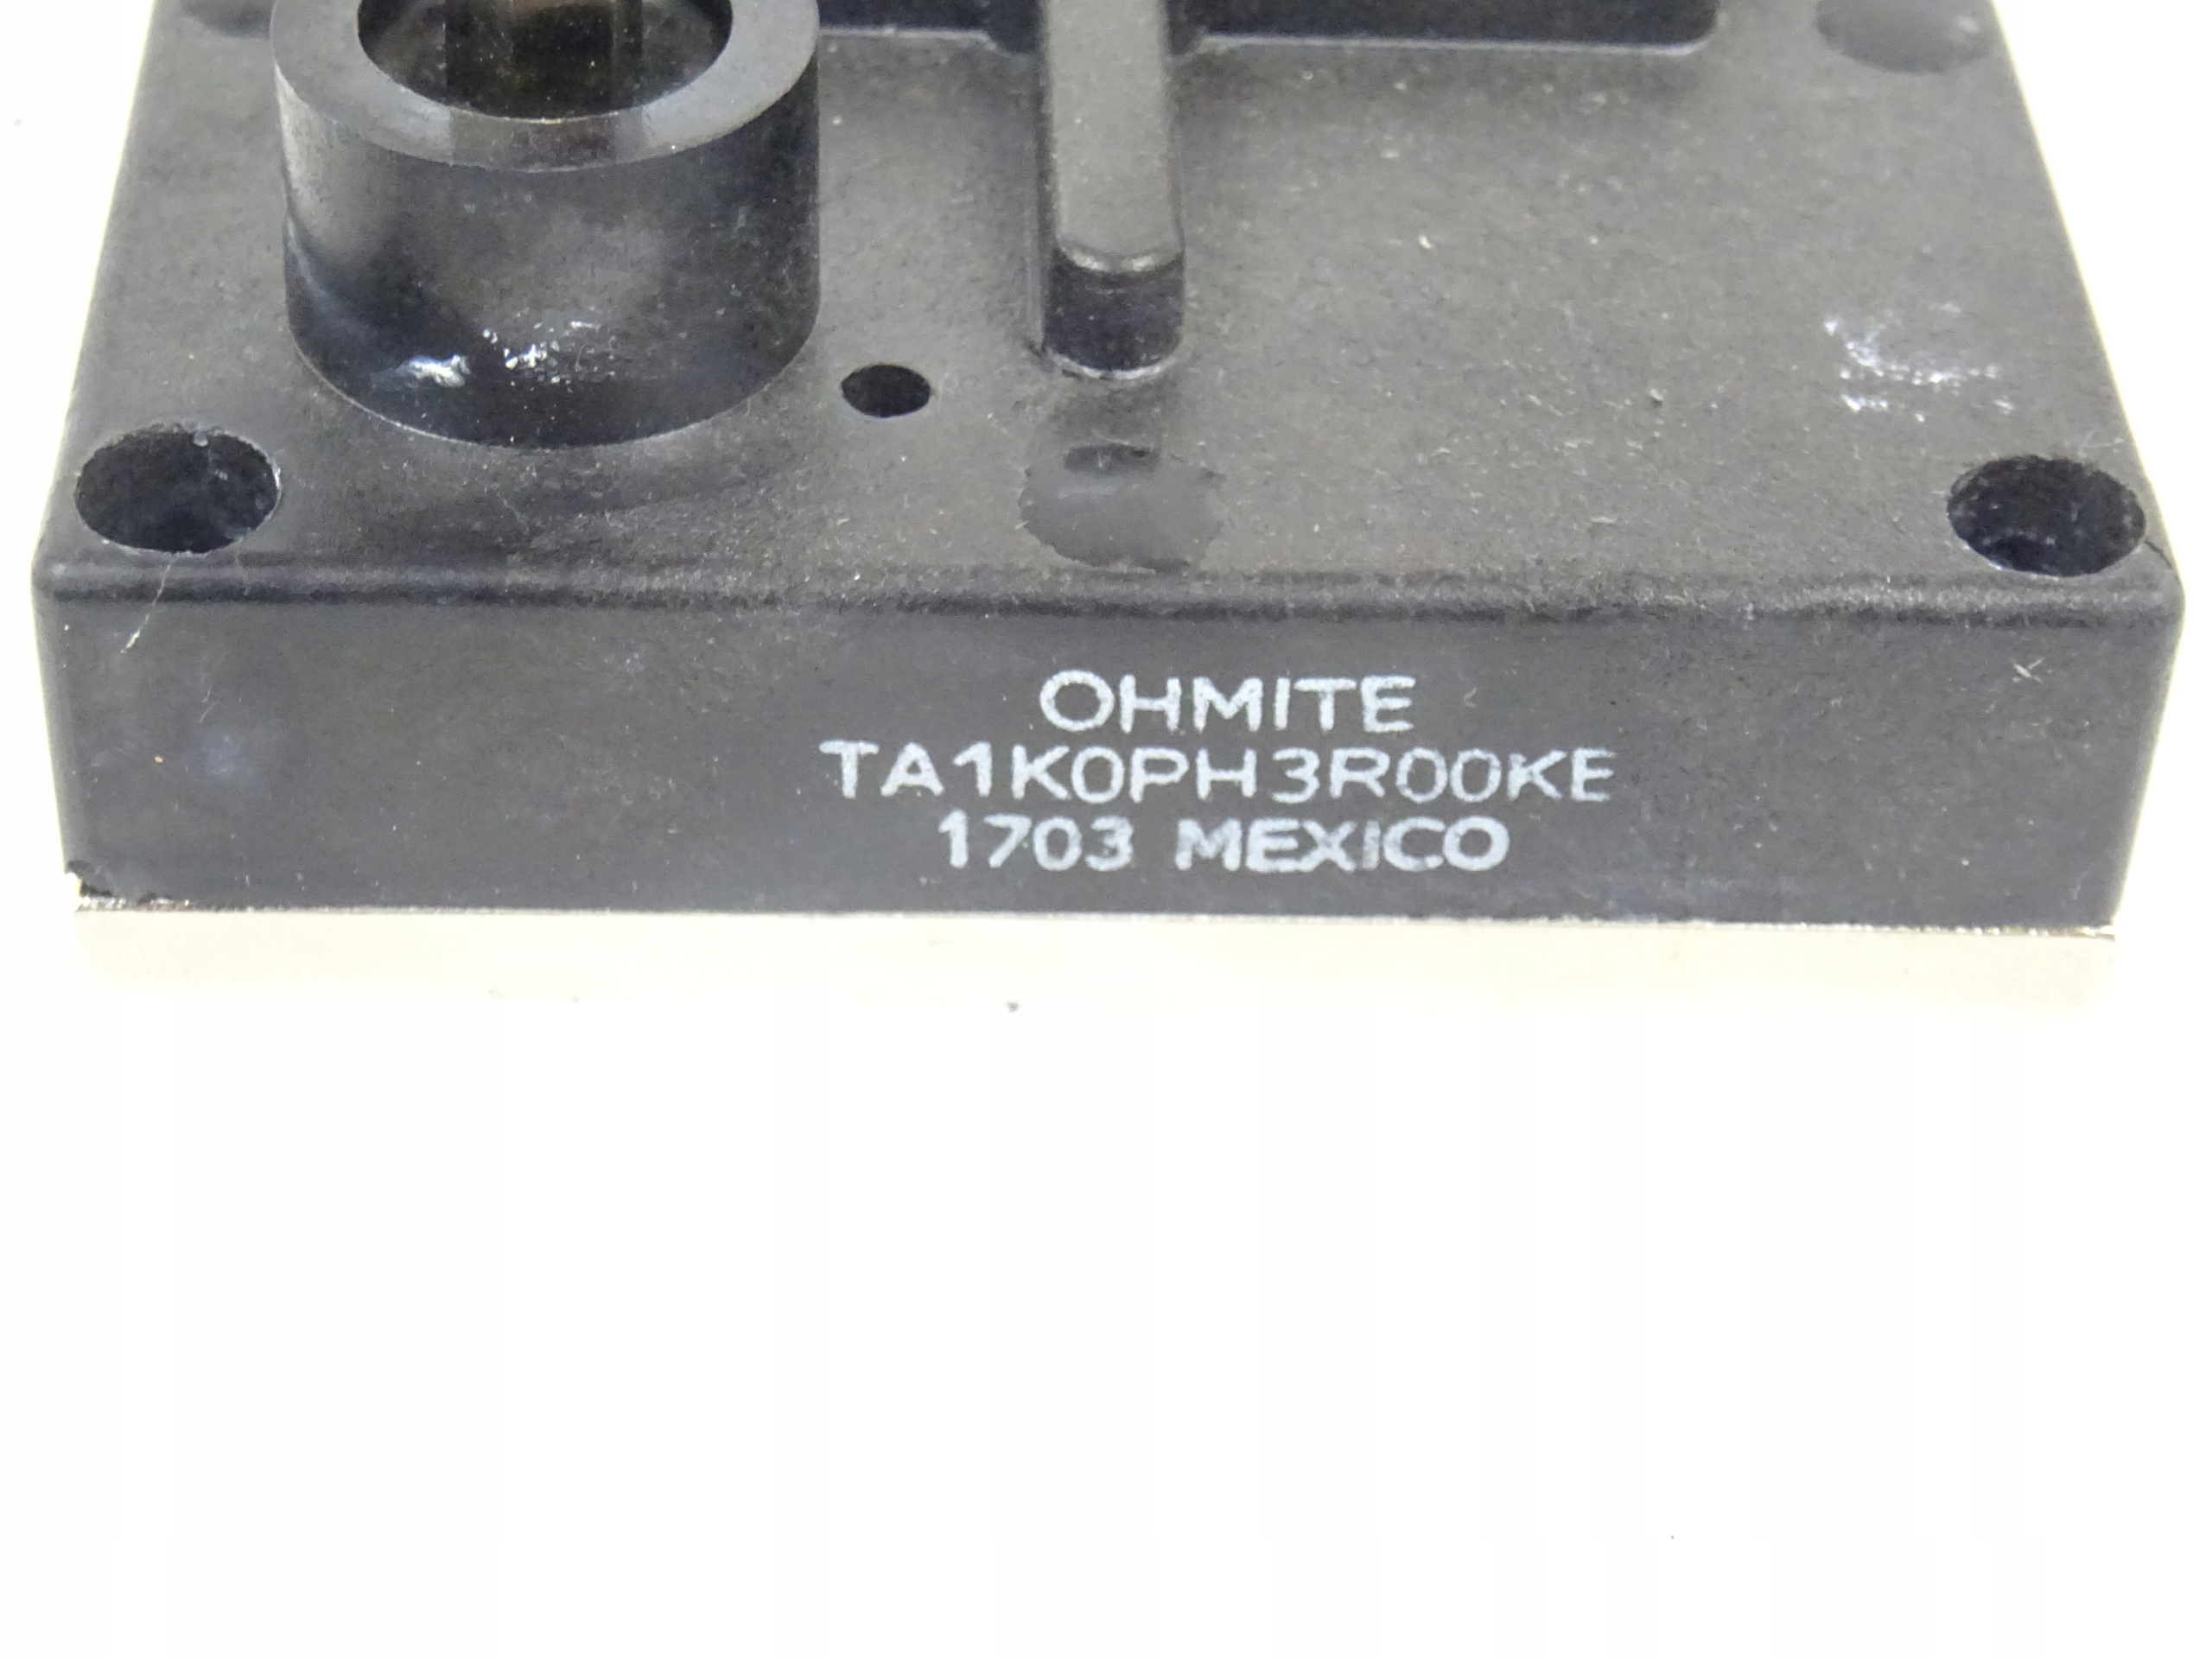 OHMITE
TA1K0PH3R00KE
1703 MEXICO